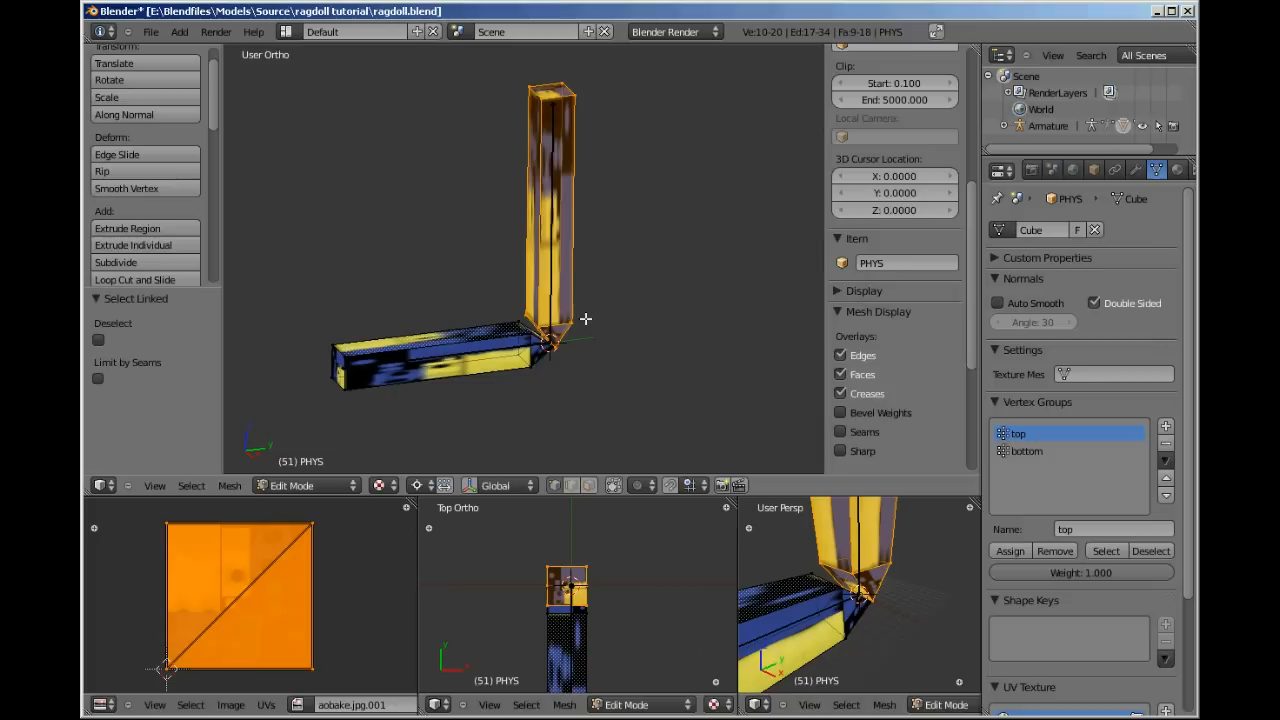 Blender* [E:\Blendfiles\Models\Source\ragdoll tutorial\ragdoll.blend]
File Add Render Help Default Scene Blender Render Ve:10-20 | Ed:17-34 | Fa:9-18 | PHYS
Transform:
Translate
Rotate
Scale
Along Normal
Deform:
Edge Slide
Rip
Smooth Vertex
Add:
Extrude Region
Extrude Individual
Subdivide
Loop Cut and Slide
Select Linked
Deselect
Limit by Seams
User Ortho
(51) PHYS
View Select Mesh Edit Mode Global
Clip:
Start: 0.100
End: 5000.000
Local Camera:
3D Cursor Location:
X: 0.0000
Y: 0.0000
Z: 0.0000
Item
PHYS
Display
Mesh Display
Overlays:
Edges
Faces
Creases
Bevel Weights
Seams
Sharp
View Search All Scenes
Scene
RenderLayers
World
Armature
PHYS Cube
Cube F
Custom Properties
Normals
Auto Smooth Double Sided
Angle: 30
Settings
Texture Mes
Vertex Groups
top
bottom
Name: top
Assign Remove Select Deselect
Weight: 1.000
Shape Keys
UV Texture
View Select Image UVs aobake.jpg.001
Top Ortho
(51) PHYS
View Select Mesh Edit Mode
User Persp
(51) PHYS
View Select Mesh Edit Mode